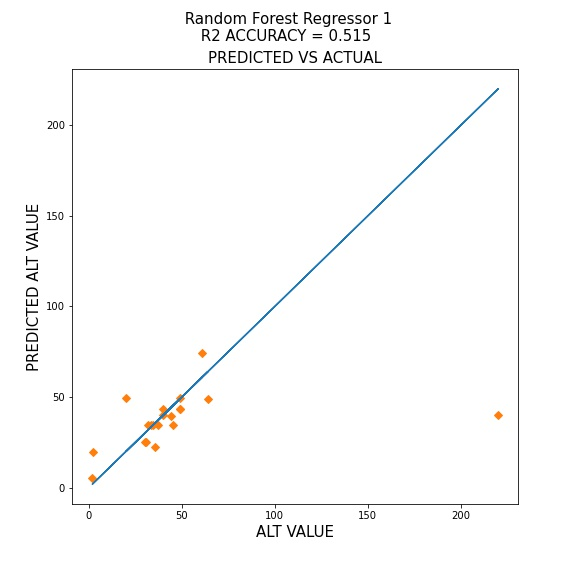 Random Forest Regressor 1
R2 ACCURACY = 0.515
PREDICTED VS ACTUAL
PREDICTED ALT VALUE
200
150
100
50
0
0 50 100 150 200
ALT VALUE